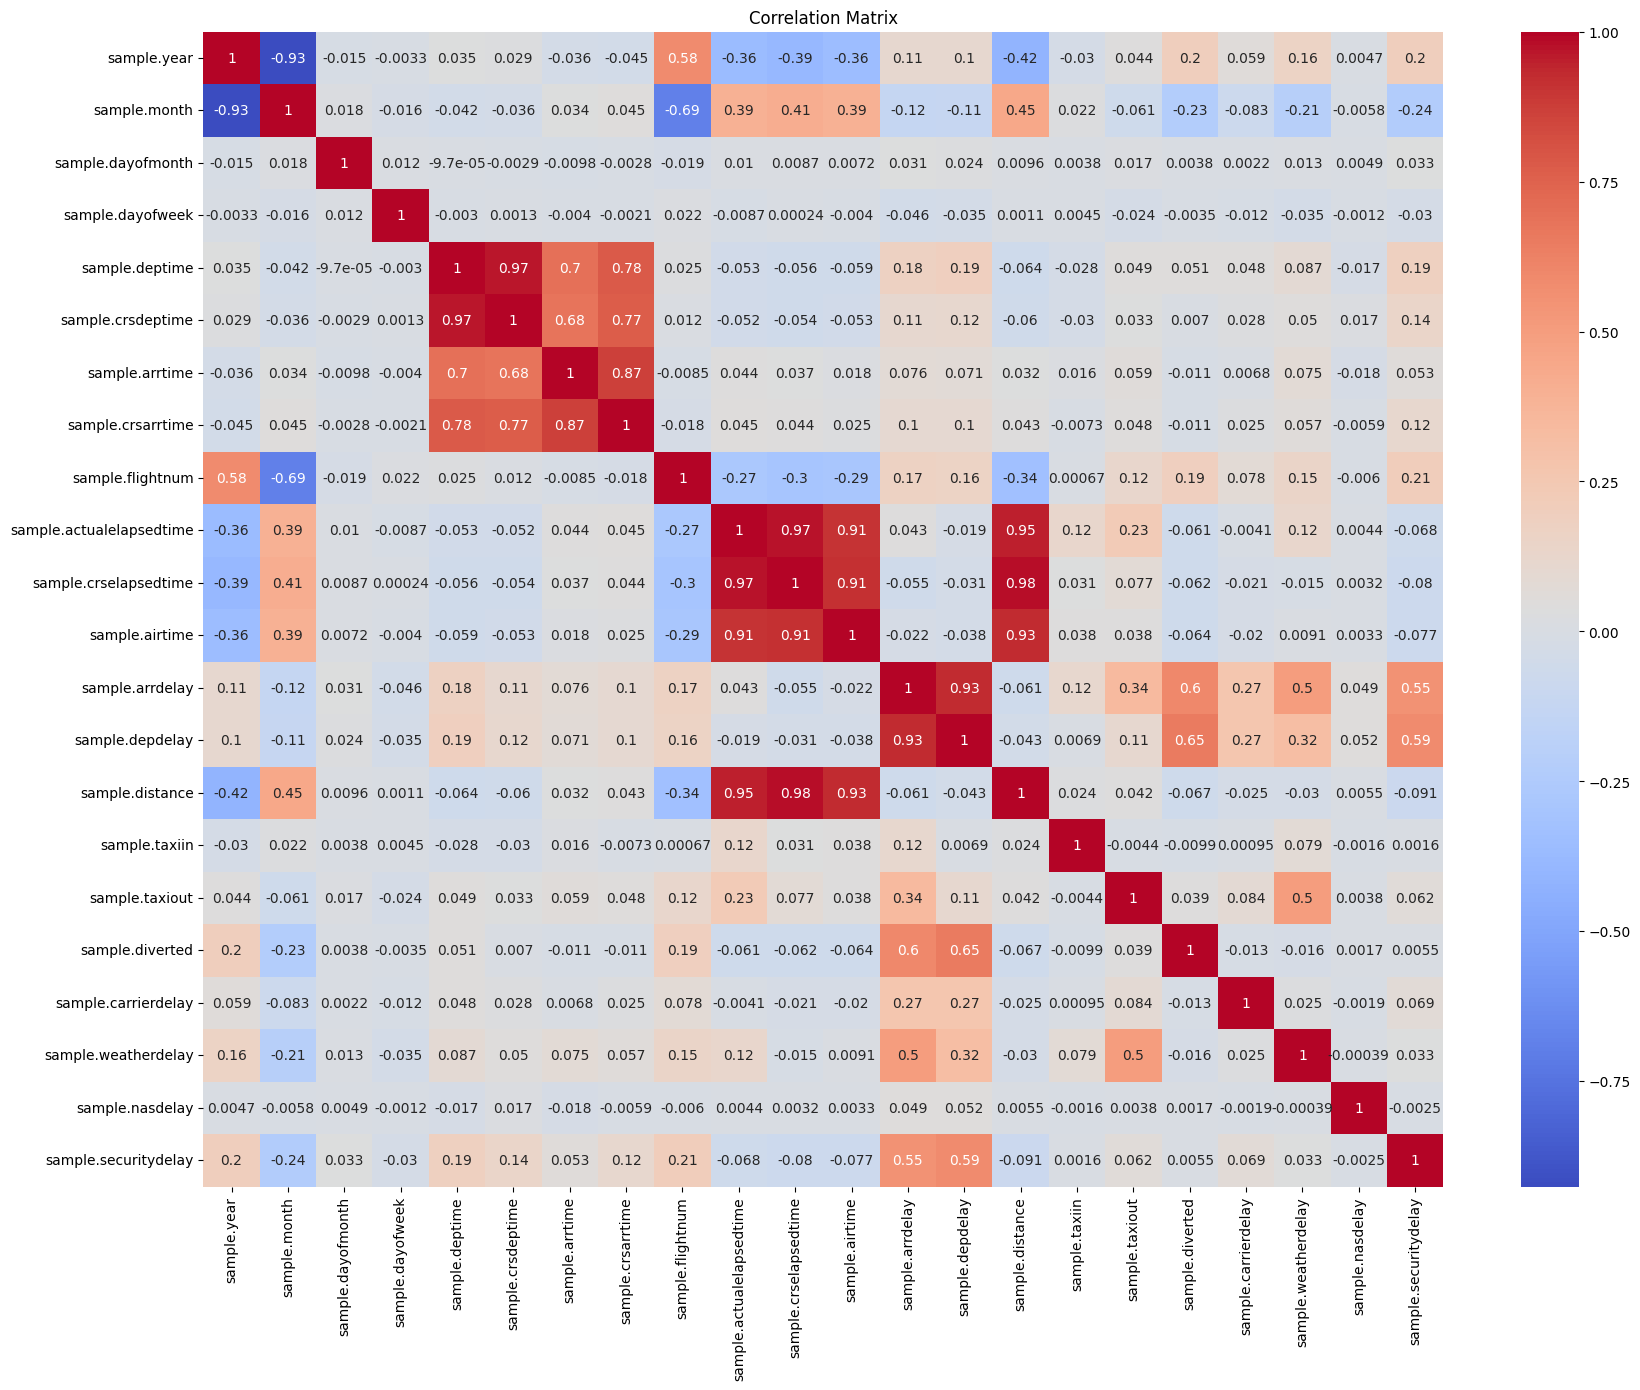 Correlation Matrix
sample.year 1 -0.93 -0.015 -0.0033 0.035 0.029 -0.036 -0.045 0.58 -0.36 -0.39 -0.36 0.11 0.1 -0.42 -0.03 0.044 0.2 0.059 0.16 0.0047 0.2
sample.month -0.93 1 0.018 -0.016 -0.042 -0.036 0.034 0.045 -0.69 0.39 0.41 0.39 -0.12 -0.11 0.45 0.022 -0.061 -0.23 -0.083 -0.21 -0.0058 -0.24
sample.dayofmonth -0.015 0.018 1 0.012 -9.7e-05 -0.0029 -0.0098 -0.0028 -0.019 0.01 0.0087 0.0072 0.031 0.024 0.0096 0.0038 0.017 0.0038 0.0022 0.013 0.0049 0.033
sample.dayofweek -0.0033 -0.016 0.012 1 -0.003 0.0013 -0.004 -0.0021 0.022 -0.0087 0.00024 -0.004 -0.046 -0.035 0.0011 0.0045 -0.024 -0.0035 -0.012 -0.035 -0.0012 -0.03
sample.deptime 0.035 -0.042 -9.7e-05 -0.003 1 0.97 0.7 0.78 0.025 -0.053 -0.056 -0.059 0.18 0.19 -0.064 -0.028 0.049 0.051 0.048 0.087 -0.017 0.19
sample.crsdeptime 0.029 -0.036 -0.0029 0.0013 0.97 1 0.68 0.77 0.012 -0.052 -0.054 -0.053 0.11 0.12 -0.06 -0.03 0.033 0.007 0.028 0.05 0.017 0.14
sample.arrtime -0.036 0.034 -0.0098 -0.004 0.7 0.68 1 0.87 -0.0085 0.044 0.037 0.018 0.076 0.071 0.032 0.016 0.059 -0.011 0.0068 0.075 -0.018 0.053
sample.crsarrtime -0.045 0.045 -0.0028 -0.0021 0.78 0.77 0.87 1 -0.018 0.045 0.044 0.025 0.1 0.1 0.043 -0.0073 0.048 -0.011 0.025 0.057 -0.0059 0.12
sample.flightnum 0.58 -0.69 -0.019 0.022 0.025 0.012 -0.0085 -0.018 1 -0.27 -0.3 -0.29 0.17 0.16 -0.34 0.00067 0.12 0.19 0.078 0.15 -0.006 0.21
sample.actualelapsedtime -0.36 0.39 0.01 -0.0087 -0.053 -0.052 0.044 0.045 -0.27 1 0.97 0.91 0.043 -0.019 0.95 0.12 0.23 -0.061 -0.0041 0.12 0.0044 -0.068
sample.crselapsedtime -0.39 0.41 0.0087 0.00024 -0.056 -0.054 0.037 0.044 -0.3 0.97 1 0.91 -0.055 -0.031 0.98 0.031 0.077 -0.062 -0.021 -0.015 0.0032 -0.08
sample.airtime -0.36 0.39 0.0072 -0.004 -0.059 -0.053 0.018 0.025 -0.29 0.91 0.91 1 -0.022 -0.038 0.93 0.038 0.038 -0.064 -0.02 0.0091 0.0033 -0.077
sample.arrdelay 0.11 -0.12 0.031 -0.046 0.18 0.11 0.076 0.1 0.17 0.043 -0.055 -0.022 1 0.93 -0.061 0.12 0.34 0.6 0.27 0.5 0.049 0.55
sample.depdelay 0.1 -0.11 0.024 -0.035 0.19 0.12 0.071 0.1 0.16 -0.019 -0.031 -0.038 0.93 1 -0.043 0.0069 0.11 0.65 0.27 0.32 0.052 0.59
sample.distance -0.42 0.45 0.0096 0.0011 -0.064 -0.06 0.032 0.043 -0.34 0.95 0.98 0.93 -0.061 -0.043 1 0.024 0.042 -0.067 -0.025 -0.03 0.0055 -0.091
sample.taxiin -0.03 0.022 0.0038 0.0045 -0.028 -0.03 0.016 -0.0073 0.00067 0.12 0.031 0.038 0.12 0.0069 0.024 1 -0.0044 -0.0099 0.00095 0.079 -0.0016 0.0016
sample.taxiout 0.044 -0.061 0.017 -0.024 0.049 0.033 0.059 0.048 0.12 0.23 0.077 0.038 0.34 0.11 0.042 -0.0044 1 0.039 0.084 0.5 0.0038 0.062
sample.diverted 0.2 -0.23 0.0038 -0.0035 0.051 0.007 -0.011 -0.011 0.19 -0.061 -0.062 -0.064 0.6 0.65 -0.067 -0.0099 0.039 1 -0.013 -0.016 0.0017 0.0055
sample.carrierdelay 0.059 -0.083 0.0022 -0.012 0.048 0.028 0.0068 0.025 0.078 -0.0041 -0.021 -0.02 0.27 0.27 -0.025 0.00095 0.084 -0.013 1 0.025 -0.0019 0.069
sample.weatherdelay 0.16 -0.21 0.013 -0.035 0.087 0.05 0.075 0.057 0.15 0.12 -0.015 0.0091 0.5 0.32 -0.03 0.079 0.5 -0.016 0.025 1 -0.00039 0.033
sample.nasdelay 0.0047 -0.0058 0.0049 -0.0012 -0.017 0.017 -0.018 -0.0059 -0.006 0.0044 0.0032 0.0033 0.049 0.052 0.0055 -0.0016 0.0038 0.0017 -0.0019 -0.00039 1 -0.0025
sample.securitydelay 0.2 -0.24 0.033 -0.03 0.19 0.14 0.053 0.12 0.21 -0.068 -0.08 -0.077 0.55 0.59 -0.091 0.0016 0.062 0.0055 0.069 0.033 -0.0025 1
sample.year
sample.month
sample.dayofmonth
sample.dayofweek
sample.deptime
sample.crsdeptime
sample.arrtime
sample.crsarrtime
sample.flightnum
sample.actualelapsedtime
sample.crselapsedtime
sample.airtime
sample.arrdelay
sample.depdelay
sample.distance
sample.taxiin
sample.taxiout
sample.diverted
sample.carrierdelay
sample.weatherdelay
sample.nasdelay
sample.securitydelay
1.00
0.75
0.50
0.25
0.00
−0.25
−0.50
−0.75